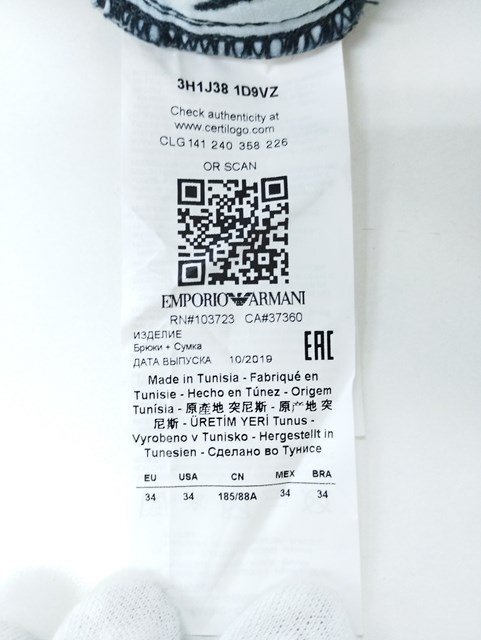 3H1J38 1D9VZ
Check authenticity at
www.certilogo.com
CLG 141 240 358 226
OR SCAN
EMPORIO ARMANI
RN#103723 CA#37360
ИЗДЕЛИЕ
Брюки + Сумка
ДАТА ВЫПУСКА 10/2019
EAC
Made in Tunisia - Fabriqué en
Tunisie - Hecho en Túnez - Origem
Tunísia - 原產地 突尼斯 - 原产地 突
尼斯 - ÜRETİM YERİ Tunus -
Vyrobeno v Tunisko - Hergestellt in
Tunesien - Сделано во Тунисе
EU USA CN MEX BRA
34 34 185/88A 34 34